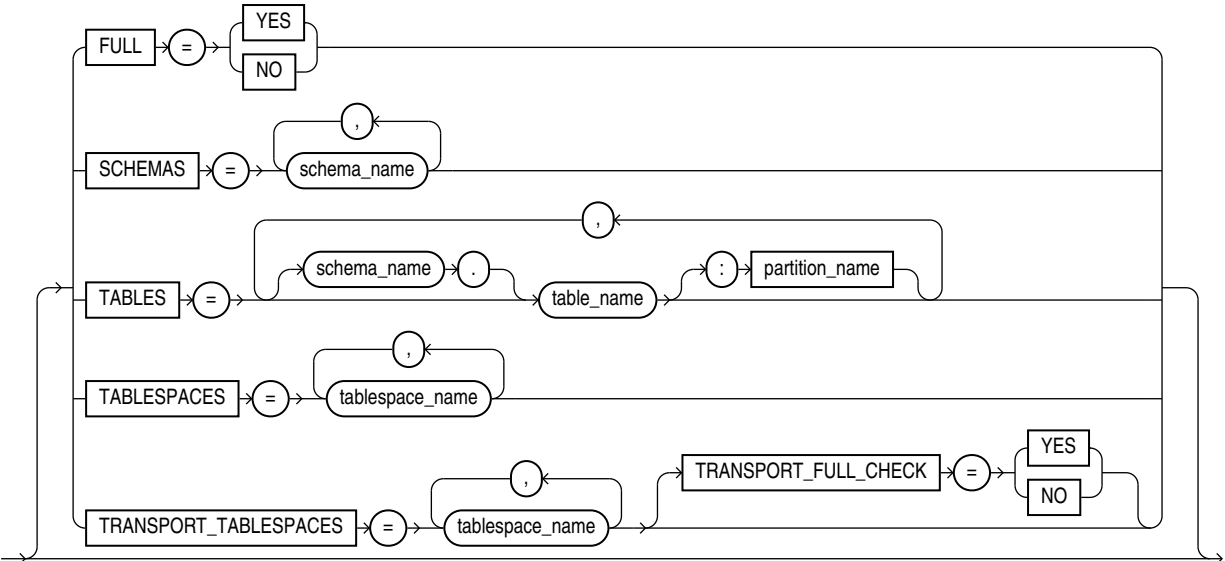 YES
FULL =
NO
,
SCHEMAS = schema_name
,
schema_name . : partition_name
TABLES = table_name
,
TABLESPACES = tablespace_name
YES
TRANSPORT_FULL_CHECK =
NO
,
TRANSPORT_TABLESPACES = tablespace_name